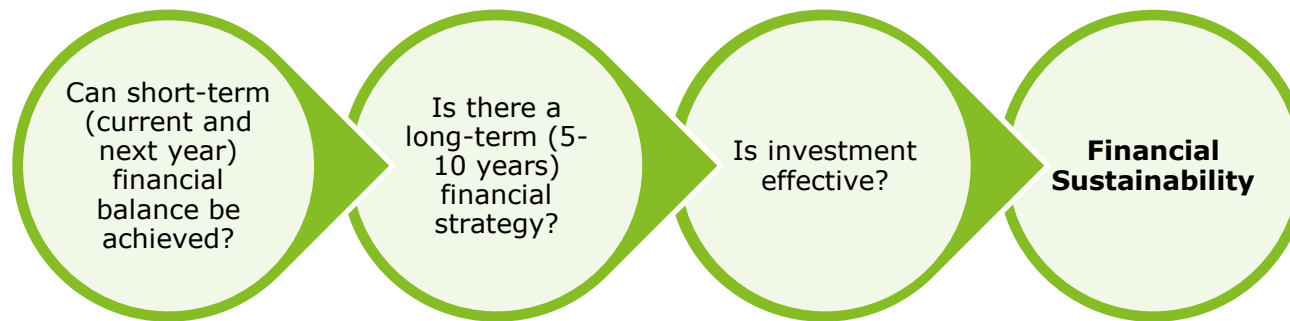 Can short-term
(current and
next year)
financial
balance be
achieved?
Is there a
long-term (5-
10 years)
financial
strategy?
Is investment
effective?
Financial
Sustainability